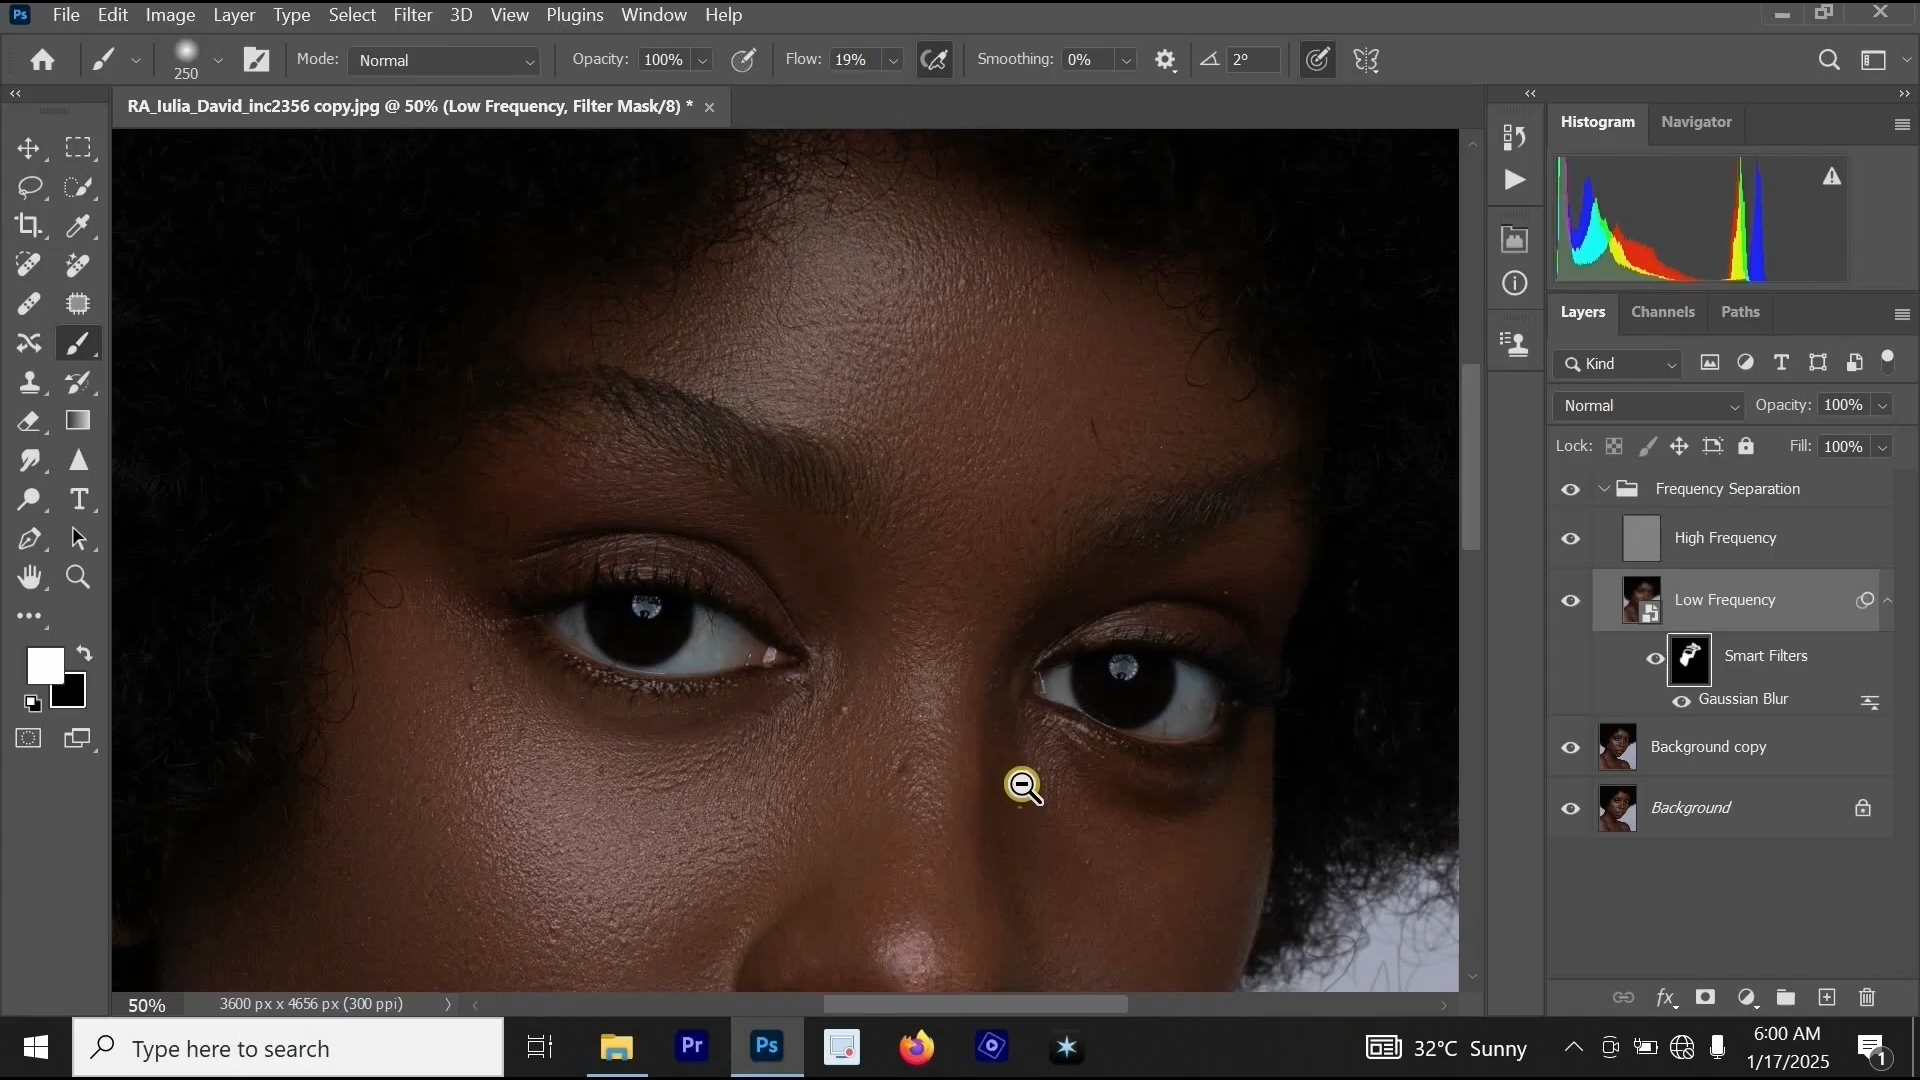 Ps File Edit Image Layer Type Select Filter 3D View Plugins Window Help
250 Mode: Normal Opacity: 100% Flow: 19% Smoothing: 0% 2°
RA_Iulia_David_inc2356 copy.jpg @ 50% (Low Frequency, Filter Mask/8) *
Histogram Navigator
Layers Channels Paths
Kind
Normal Opacity: 100%
Lock: Fill: 100%
Frequency Separation
High Frequency
Low Frequency
Smart Filters
Gaussian Blur
Background copy
Background
fx
50% 3600 px x 4656 px (300 ppi)
Type here to search
Pr Ps
32°C Sunny
6:00 AM
1/17/2025
1